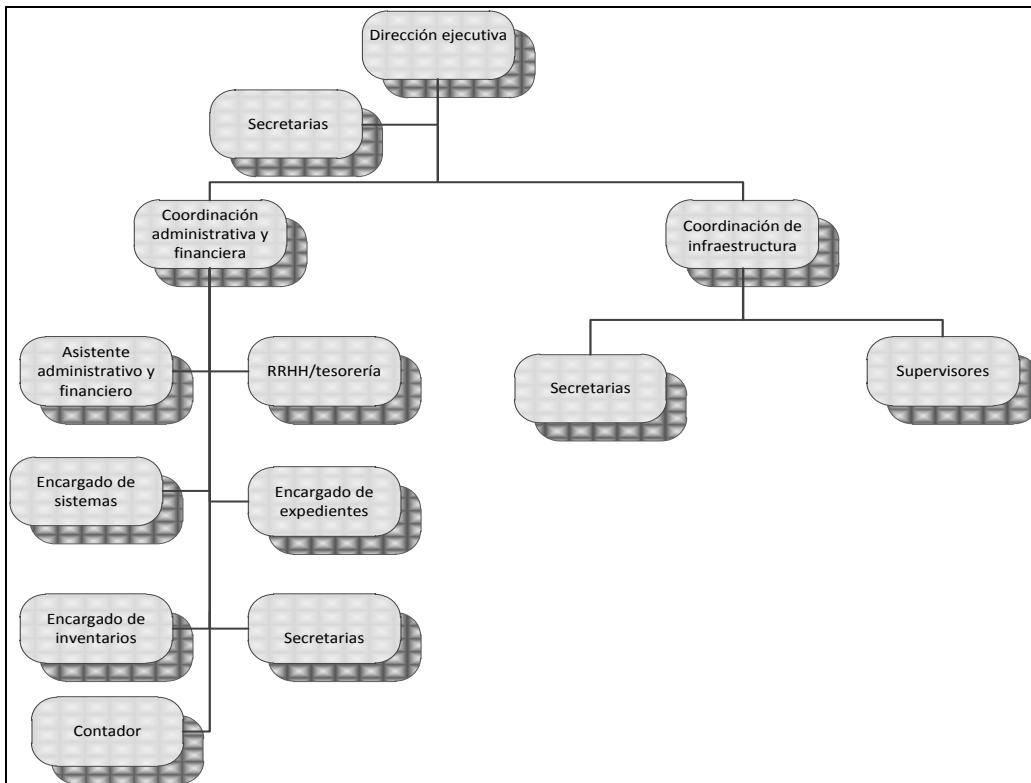 Dirección ejecutiva
Secretarias
Coordinación
administrativa y
financiera
Coordinación de
infraestructura
Asistente
administrativo y
financiero
RRHH/tesorería
Secretarias
Supervisores
Encargado de
sistemas
Encargado de
expedientes
Encargado de
inventarios
Secretarias
Contador